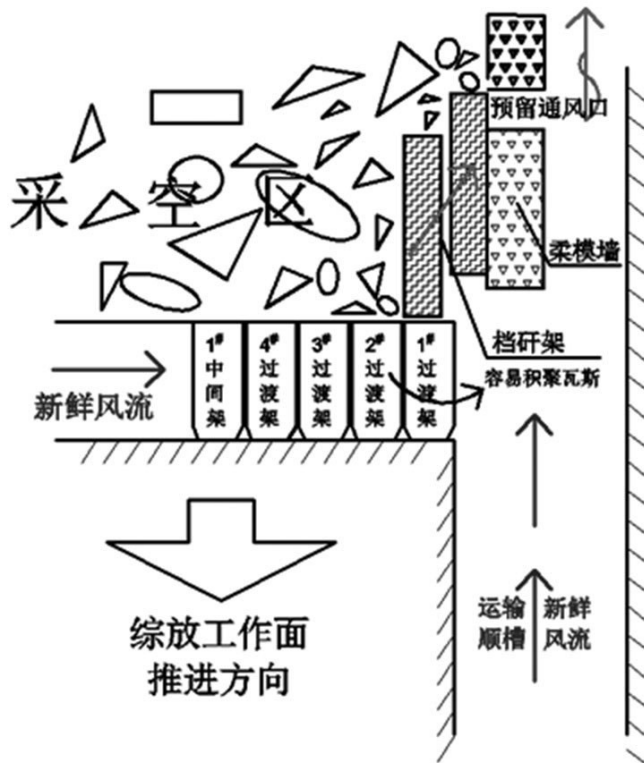 预留通风口
采空区
柔模墙
档矸架
容易积聚瓦斯
新鲜风流
1#中间架
4#过渡架
3#过渡架
2#过渡架
1#过渡架
运输顺槽
新鲜风流
综放工作面
推进方向